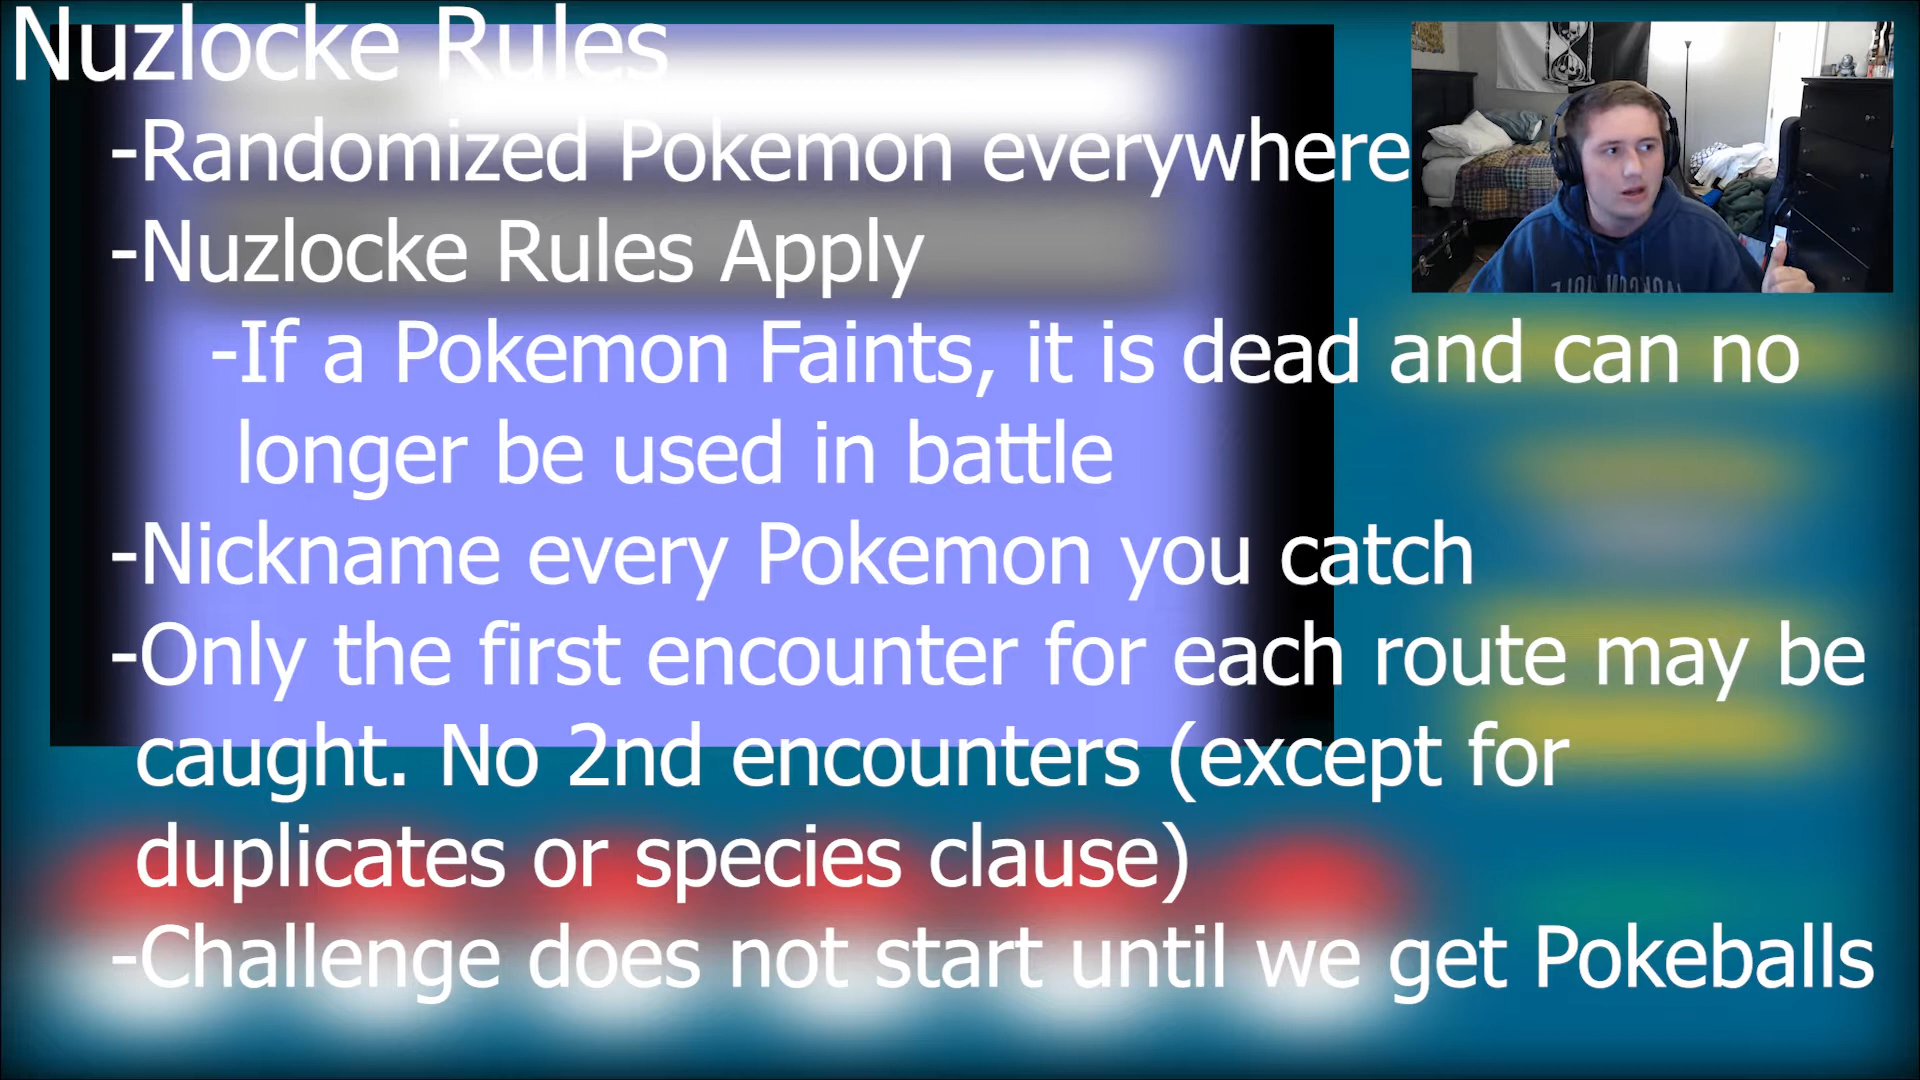 Nuzlocke Rules
-Randomized Pokemon everywhere
-Nuzlocke Rules Apply
-If a Pokemon Faints, it is dead and can no
longer be used in battle
-Nickname every Pokemon you catch
-Only the first encounter for each route may be
caught. No 2nd encounters (except for
duplicates or species clause)
-Challenge does not start until we get Pokeballs